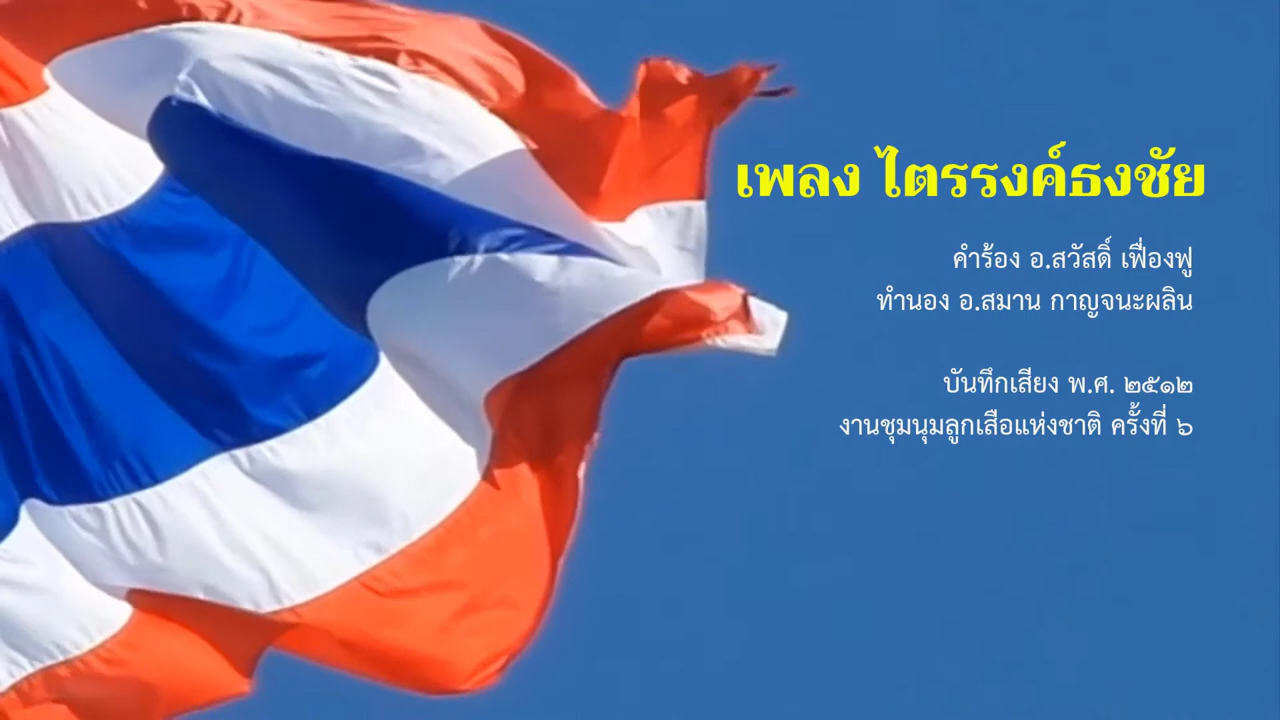 เพลง ไตรรงค์ธงชัย
คำร้อง อ.สวัสดิ์ เฟื่องฟู
ทำนอง อ.สมาน กาญจนะผลิน
บันทึกเสียง พ.ศ. ๒๕๑๒
งานชุมนุมลูกเสือแห่งชาติ ครั้งที่ ๖